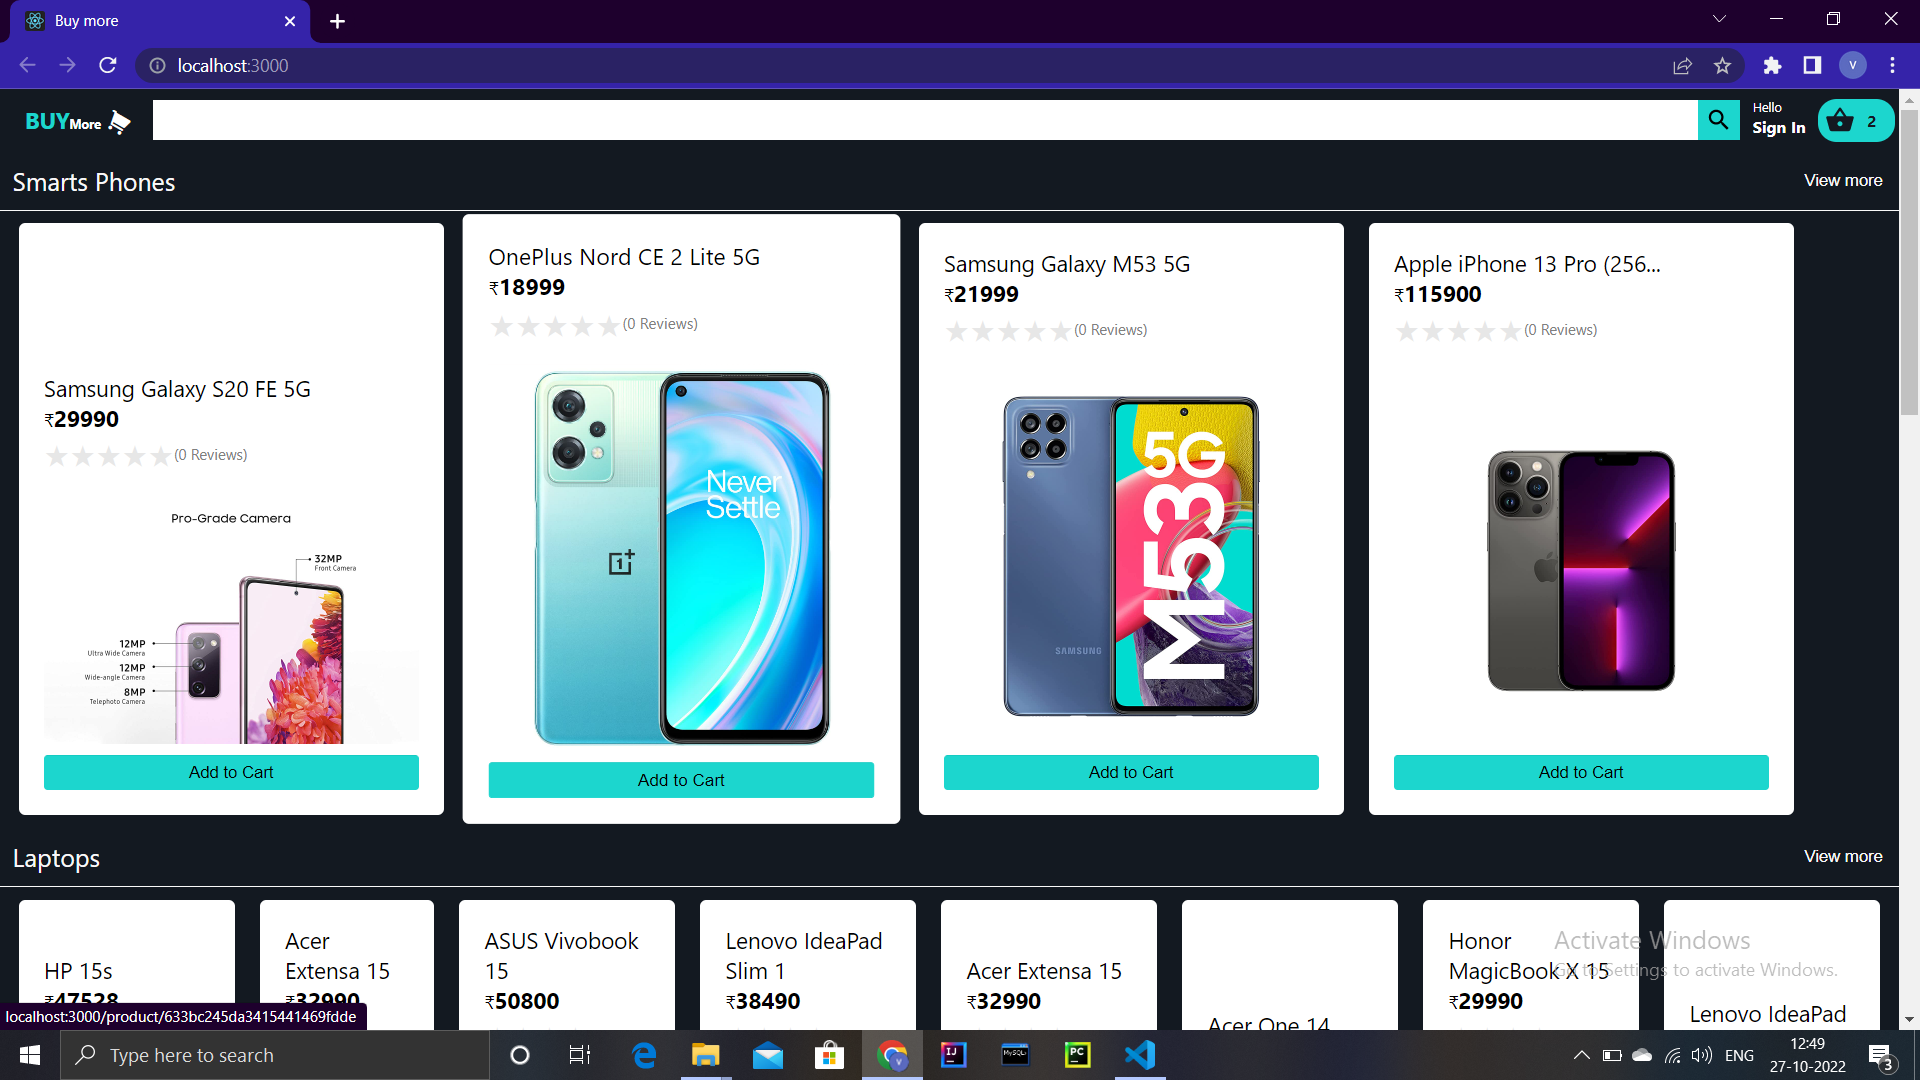 Buy more
localhost:3000
V
BUYMore
Hello
Sign In
2
Smarts Phones
View more
Samsung Galaxy S20 FE 5G
₹29990
(0 Reviews)
Pro-Grade Camera
32MP
Front Camera
12MP
Ultra Wide Camera
12MP
Wide-angle Camera
8MP
Telephoto Camera
Add to Cart
OnePlus Nord CE 2 Lite 5G
₹18999
(0 Reviews)
Never
Settle
1+
Add to Cart
Samsung Galaxy M53 5G
₹21999
(0 Reviews)
M53 5G
SAMSUNG
Add to Cart
Apple iPhone 13 Pro (256...
₹115900
(0 Reviews)
Add to Cart
Laptops
View more
HP 15s
₹47528
Acer
Extensa 15
₹32990
ASUS Vivobook
15
₹50800
Lenovo IdeaPad
Slim 1
₹38490
Acer Extensa 15
₹32990
Acer One 14
Honor
MagicBook X 15
₹29990
Lenovo IdeaPad
Activate Windows
Go to Settings to activate Windows.
localhost:3000/product/633bc245da3415441469fdde
Type here to search
V
IJ
MySQL
PC
ENG
12:49
27-10-2022
3